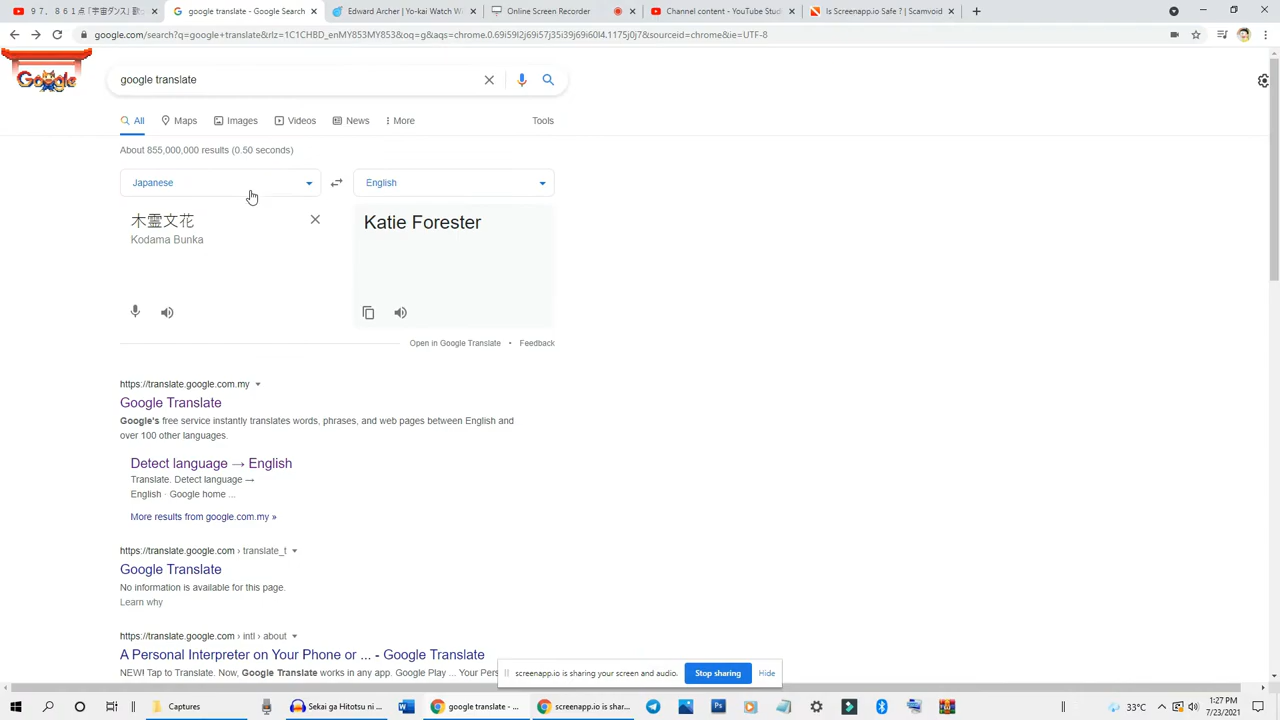 ９７．８６１点『宇宙ダンス』歌
google translate - Google Search
Edward Archer | Yo-kai Watch W
Online Screen Recorder
Channel content - YouTube Stud
Is Screenapp.io Safe ? | Scamvoid
google.com/search?q=google+translate&rlz=1C1CHBD_enMY853MY853&oq=g&aqs=chrome.0.69i59l2j69i57j35i39j69i60l4.1175j0j7&sourceid=chrome&ie=UTF-8
Google
google translate
All Maps Images Videos News More Tools
About 855,000,000 results (0.50 seconds)
Japanese English
木霊文花 Katie Forester
Kodama Bunka
Open in Google Translate • Feedback
https://translate.google.com.my
Google Translate
Google's free service instantly translates words, phrases, and web pages between English and
over 100 other languages.
Detect language → English
Translate. Detect language →
English · Google home ...
More results from google.com.my »
https://translate.google.com › translate_t
Google Translate
No information is available for this page.
Learn why
https://translate.google.com › intl › about
A Personal Interpreter on Your Phone or ... - Google Translate
NEW! Tap to Translate. Now, Google Translate works in any app. Google Play ... Your Pers
screenapp.io is sharing your screen and audio. Stop sharing Hide
Captures
Sekai ga Hitotsu ni ...
google translate - ...
screenapp.io is shar...
33°C
1:27 PM
7/23/2021